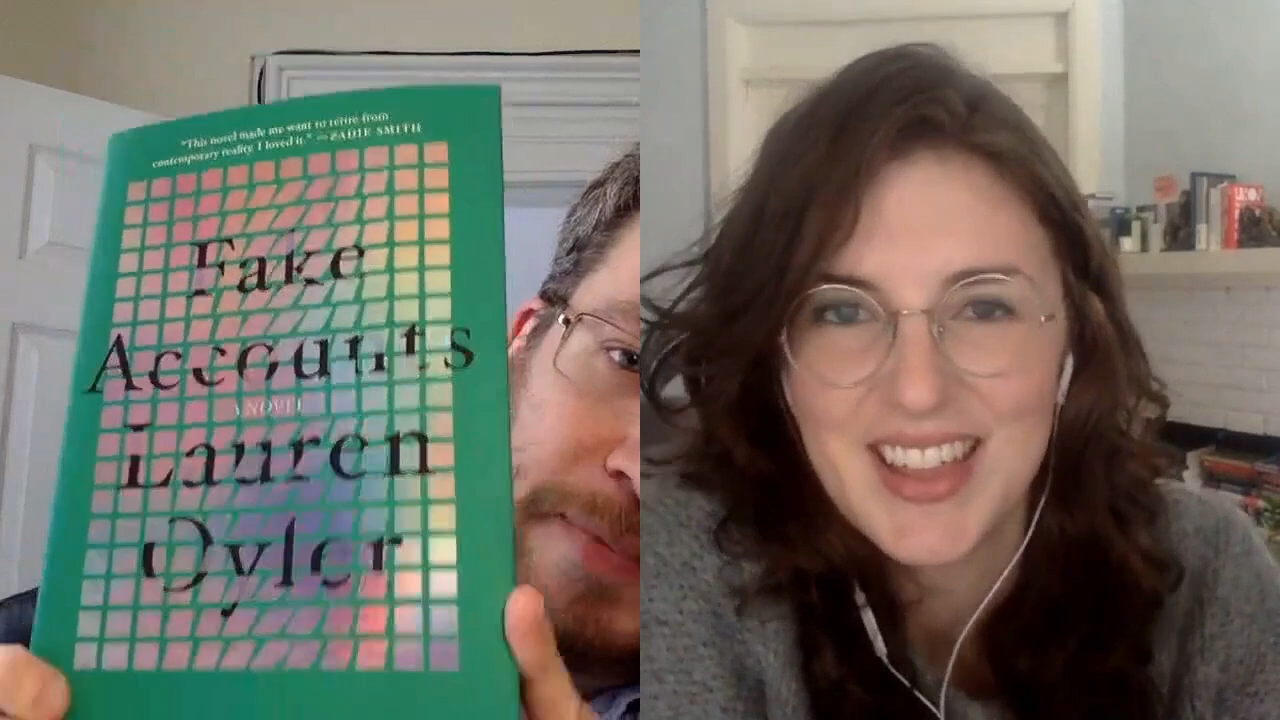 "This novel made me want to retire from
contemporary reality. I loved it." —ZADIE SMITH
Fake
Accounts
A NOVEL
Lauren
Oyler